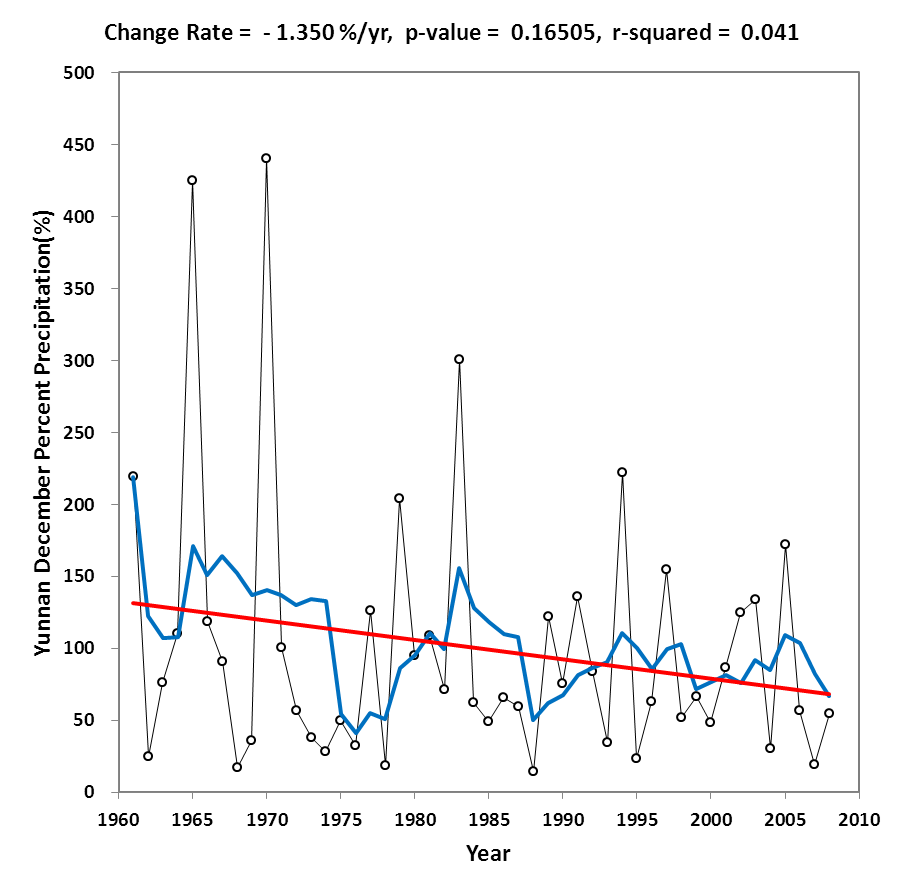 Change Rate = - 1.350 %/yr, p-value = 0.16505, r-squared = 0.041
500
450
400
350
300
250
200
150
100
50
0
Yunnan December Percent Precipitation(%)
1960 1965 1970 1975 1980 1985 1990 1995 2000 2005 2010
Year